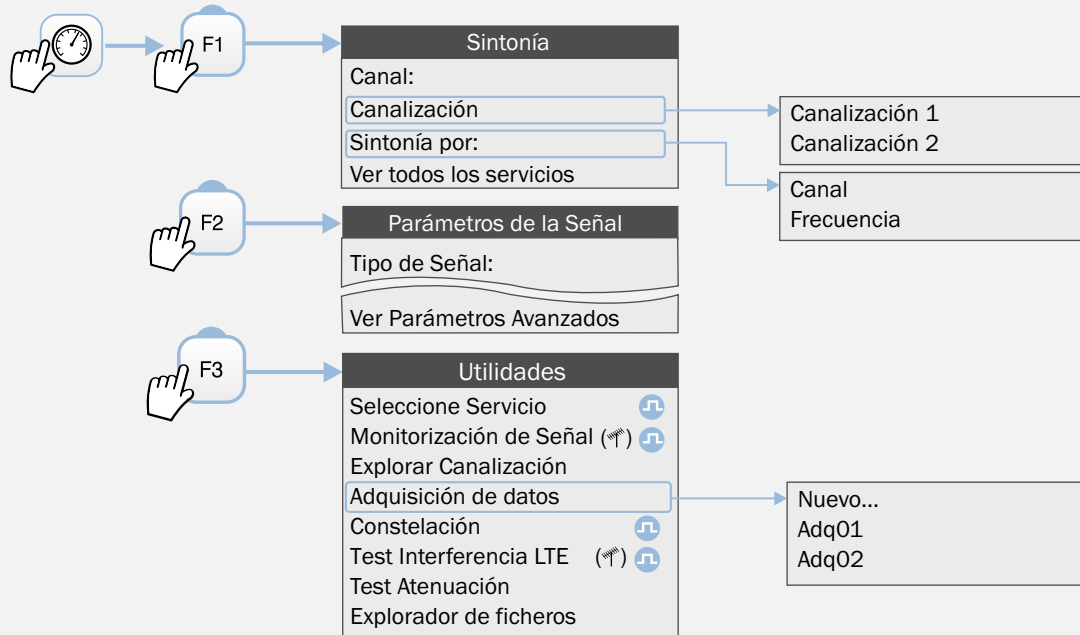 F1
Sintonía
Canal:
Canalización
Sintonía por:
Ver todos los servicios
Canalización 1
Canalización 2
Canal
Frecuencia
F2
Parámetros de la Señal
Tipo de Señal:
Ver Parámetros Avanzados
F3
Utilidades
Seleccione Servicio
Monitorización de Señal ( )
Explorar Canalización
Adquisición de datos
Constelación
Test Interferencia LTE ( )
Test Atenuación
Explorador de ficheros
Nuevo...
Adq01
Adq02